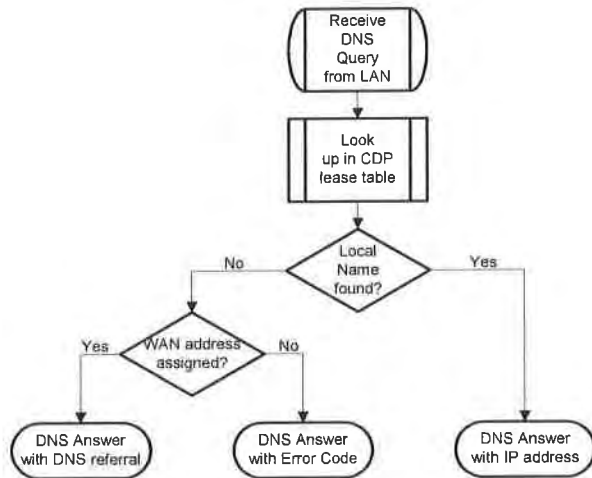 Receive
DNS
Query
from LAN
Look
up in CDP
lease table
Local
Name
found?
No
Yes
WAN address
assigned?
Yes
No
DNS Answer
with DNS referral
DNS Answer
with Error Code
DNS Answer
with IP address